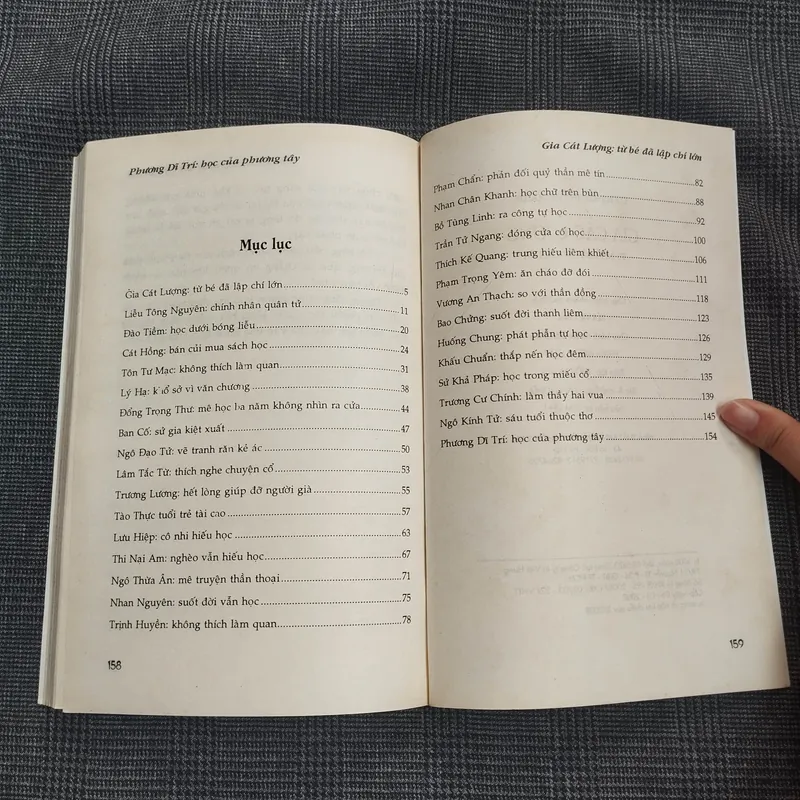 Phương Dĩ Trí: học của phương tây
Mục lục
Gia Cát Lượng: từ bé đã lập chí lớn 5
Liễu Tông Nguyên: chính nhân quân tử 11
Đào Tiềm: học dưới bóng liễu 20
Cát Hồng: bán củi mua sách học 24
Tôn Tư Mạc: không thích làm quan 31
Lý Hạ: khổ sở vì văn chương 38
Đổng Trọng Thư: mê học ba năm không nhìn ra cửa 44
Ban Cố: sử gia kiệt xuất 47
Ngô Đạo Tử: vẽ tranh răn kẻ ác 50
Lâm Tắc Từ: thích nghe chuyện cổ 53
Trương Lương: hết lòng giúp đỡ người già 55
Tào Thực tuổi trẻ tài cao 57
Lưu Hiệp: cô nhi hiếu học 63
Thi Nại Am: nghèo vẫn hiếu học 67
Ngô Thừa Ân: mê truyện thần thoại 71
Nhan Nguyên: suốt đời vẫn học 75
Trịnh Huyền: không thích làm quan 78
158
Gia Cát Lượng: từ bé đã lập chí lớn
Phạm Chẩn: phản đối quỷ thần mê tín 82
Nhan Chân Khanh: học chữ trên bùn 88
Bồ Tùng Linh: ra công tự học 92
Trần Tử Ngang: đóng cửa cố học 100
Thích Kế Quang: trung hiếu liêm khiết 106
Phạm Trọng Yêm: ăn cháo đỡ đói 111
Vương An Thạch: so với thần đồng 118
Bao Chửng: suốt đời thanh liêm 123
Huống Chung: phát phẫn tự học 126
Khấu Chuẩn: thắp nến học đêm 129
Sử Khả Pháp: học trong miếu cổ 135
Trương Cư Chính: làm thầy hai vua 139
Ngô Kính Tử: sáu tuổi thuộc thơ 145
Phương Dĩ Trí: học của phương tây 154
159